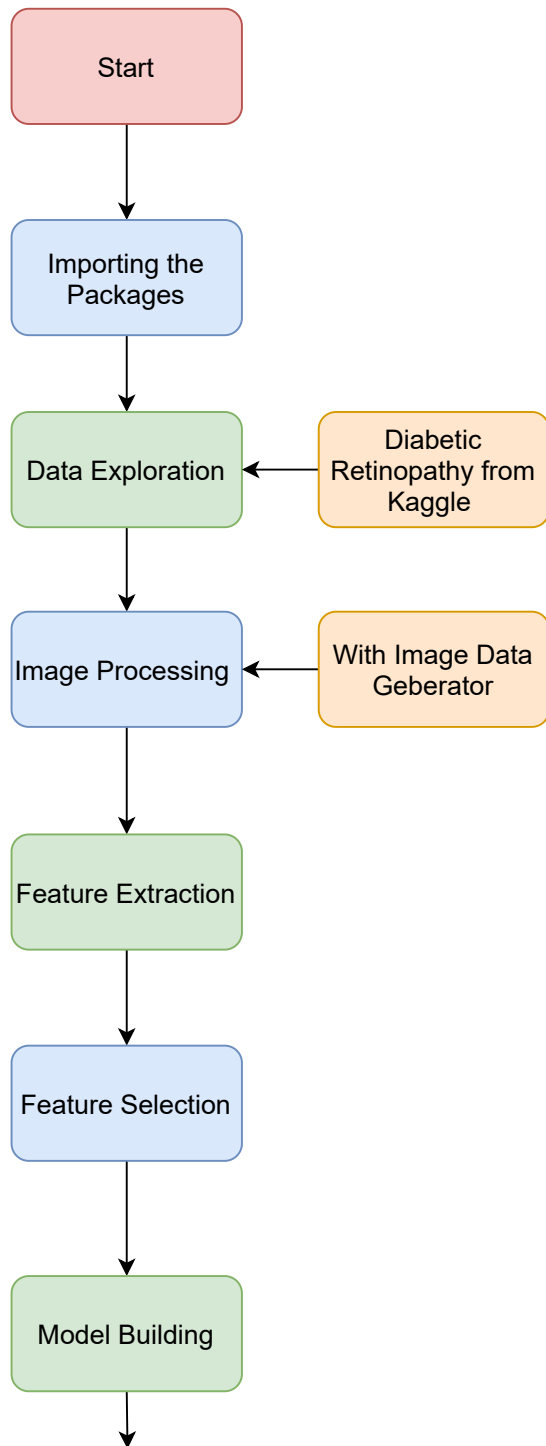 Start
Importing the
Packages
Data Exploration
Diabetic
Retinopathy from
Kaggle
Image Processing
With Image Data
Geberator
Feature Extraction
Feature Selection
Model Building